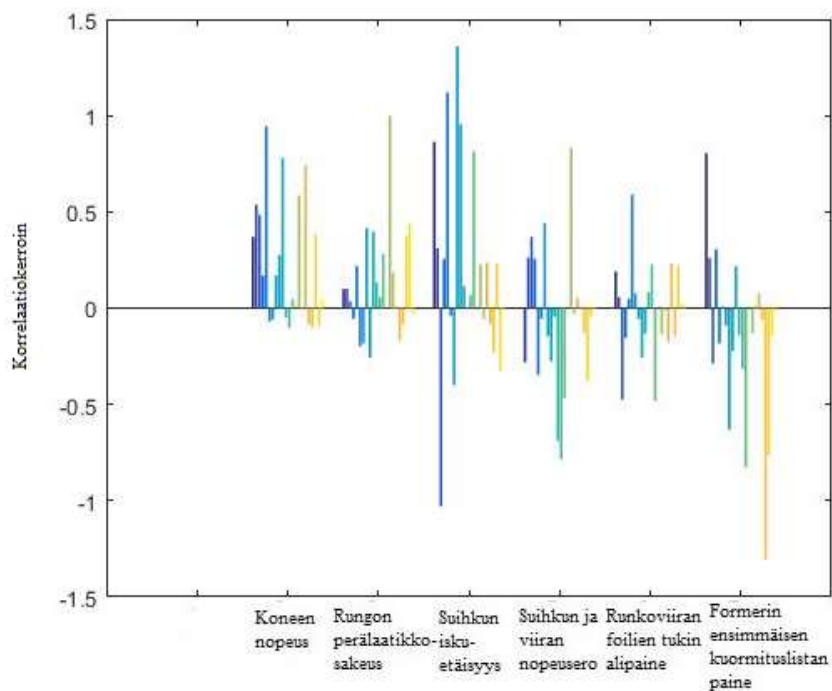 1.5
1
0.5
0
-0.5
-1
-1.5
Korrelaatiokerroin
Koneen
nopeus
Rungon
perälaatikko-
sakeus
Suihkun
isku-
etäisyys
Suihkun ja
viiran
nopeusero
Runkoviiran
foilien tukin
alipaine
Formerin
ensimmäisen
kuormituslistan
paine